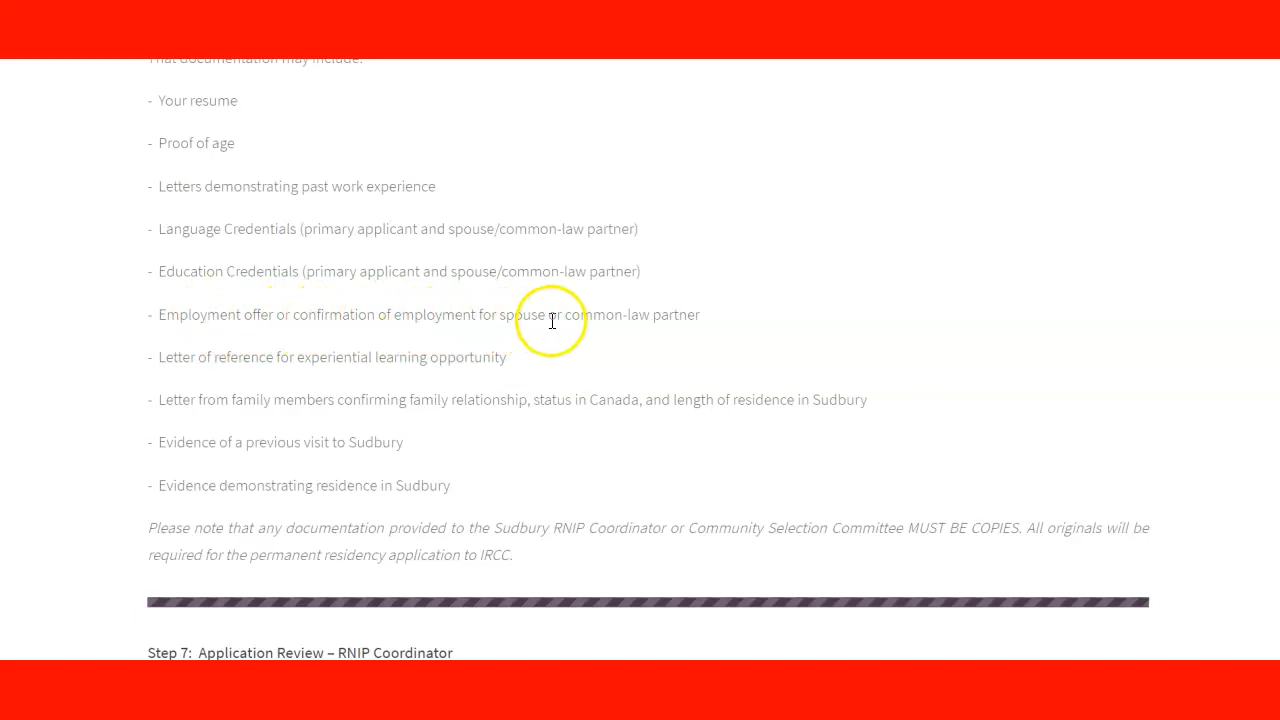 That documentation may include:
- Your resume
- Proof of age
- Letters demonstrating past work experience
- Language Credentials (primary applicant and spouse/common-law partner)
- Education Credentials (primary applicant and spouse/common-law partner)
- Employment offer or confirmation of employment for spouse or common-law partner
- Letter of reference for experiential learning opportunity
- Letter from family members confirming family relationship, status in Canada, and length of residence in Sudbury
- Evidence of a previous visit to Sudbury
- Evidence demonstrating residence in Sudbury
Please note that any documentation provided to the Sudbury RNIP Coordinator or Community Selection Committee MUST BE COPIES. All originals will be
required for the permanent residency application to IRCC.
Step 7: Application Review – RNIP Coordinator